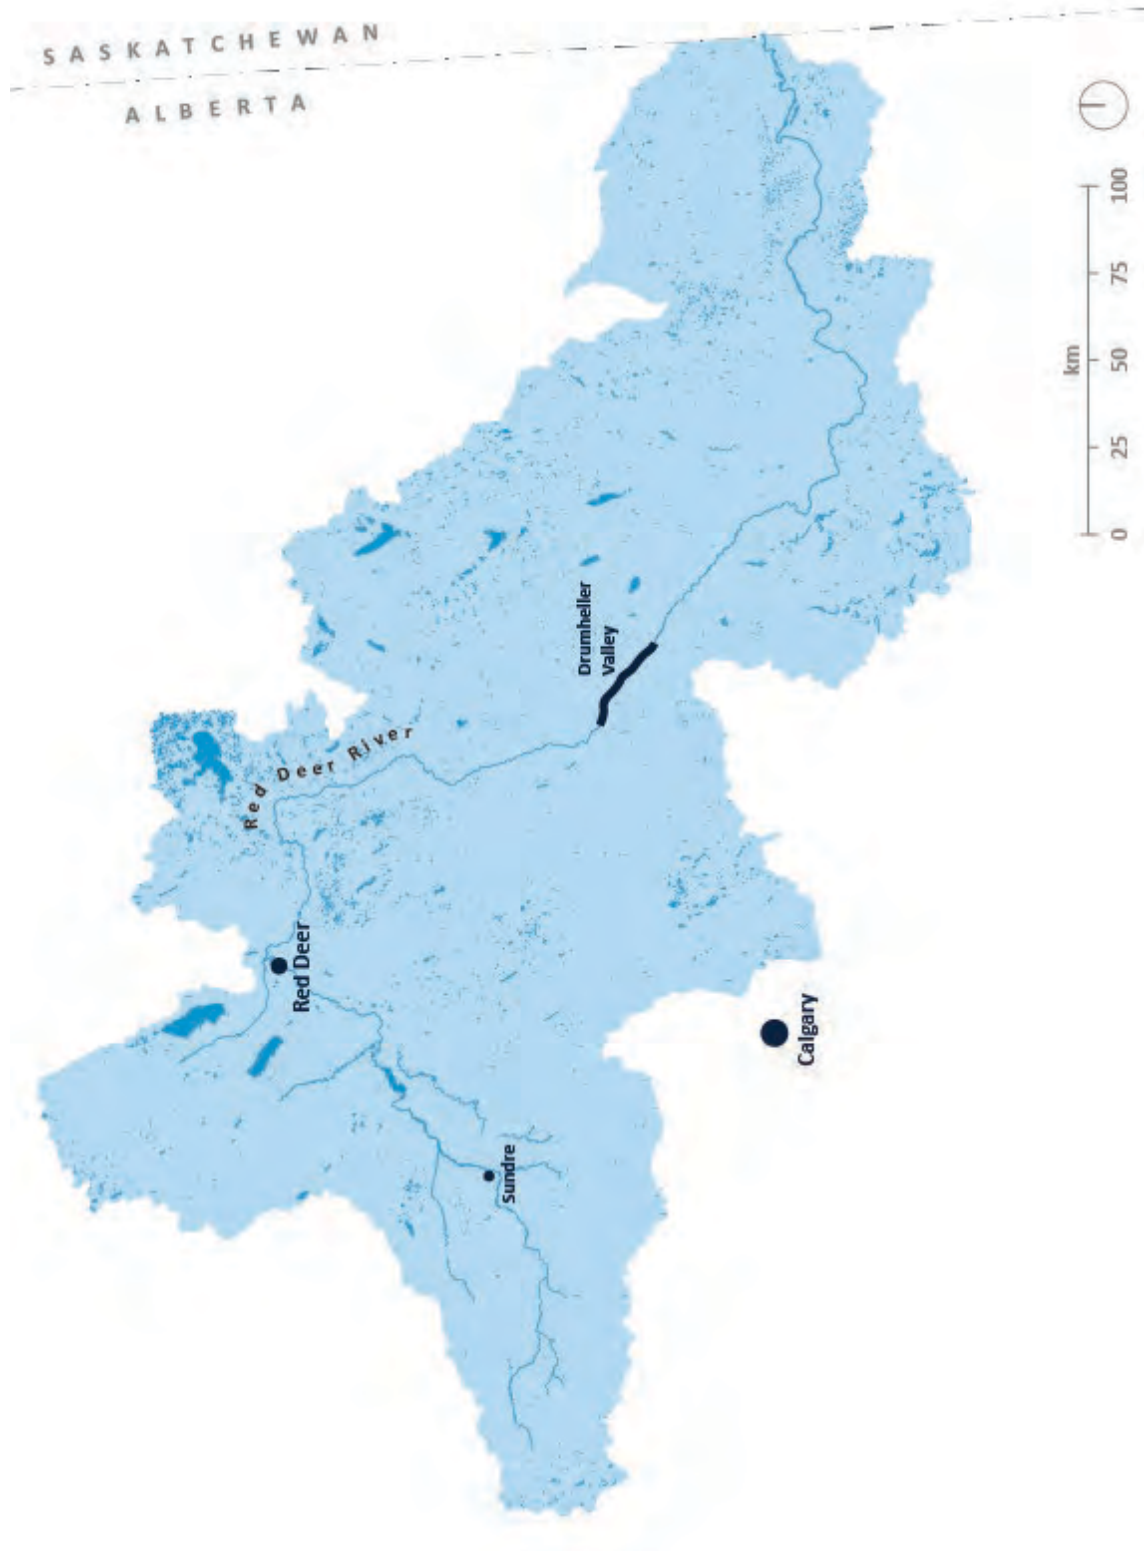 SASKATCHEWAN
ALBERTA
Red Deer River
Drumheller
Valley
Red Deer
Sundre
Calgary
km
0 25 50 75 100